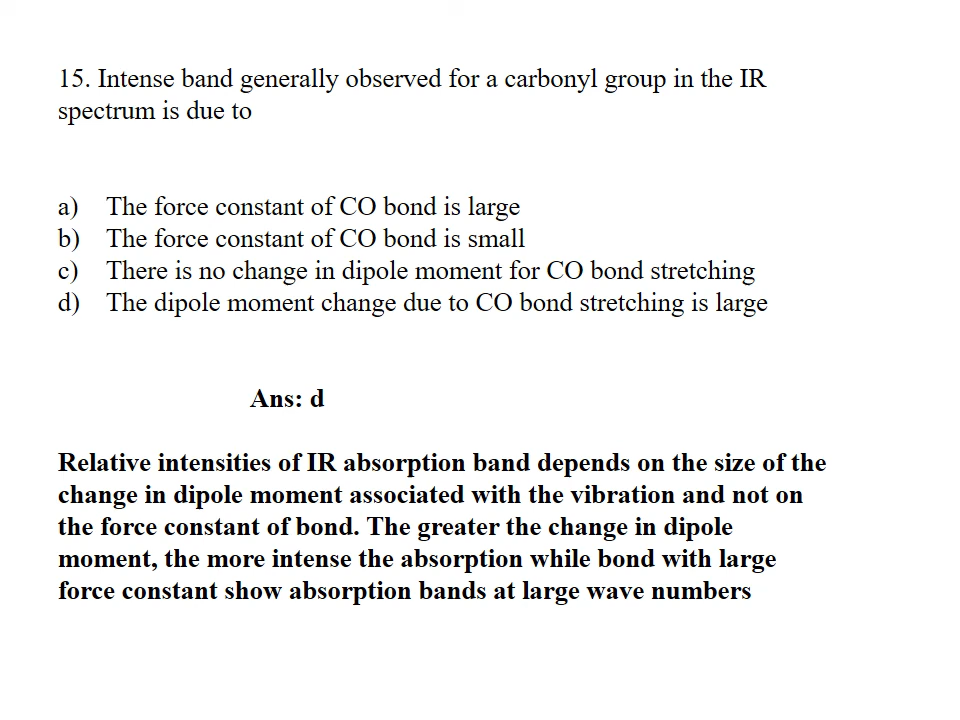 15. Intense band generally observed for a carbonyl group in the IR
spectrum is due to
a) The force constant of CO bond is large
b) The force constant of CO bond is small
c) There is no change in dipole moment for CO bond stretching
d) The dipole moment change due to CO bond stretching is large
Ans: d
Relative intensities of IR absorption band depends on the size of the
change in dipole moment associated with the vibration and not on
the force constant of bond. The greater the change in dipole
moment, the more intense the absorption while bond with large
force constant show absorption bands at large wave numbers